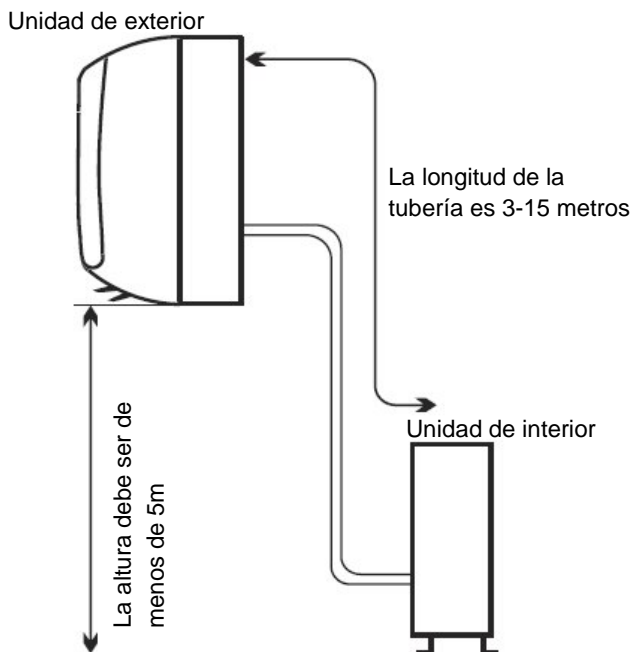 Unidad de exterior
La longitud de la
tubería es 3-15 metros
Unidad de interior
La altura debe ser de
menos de 5m